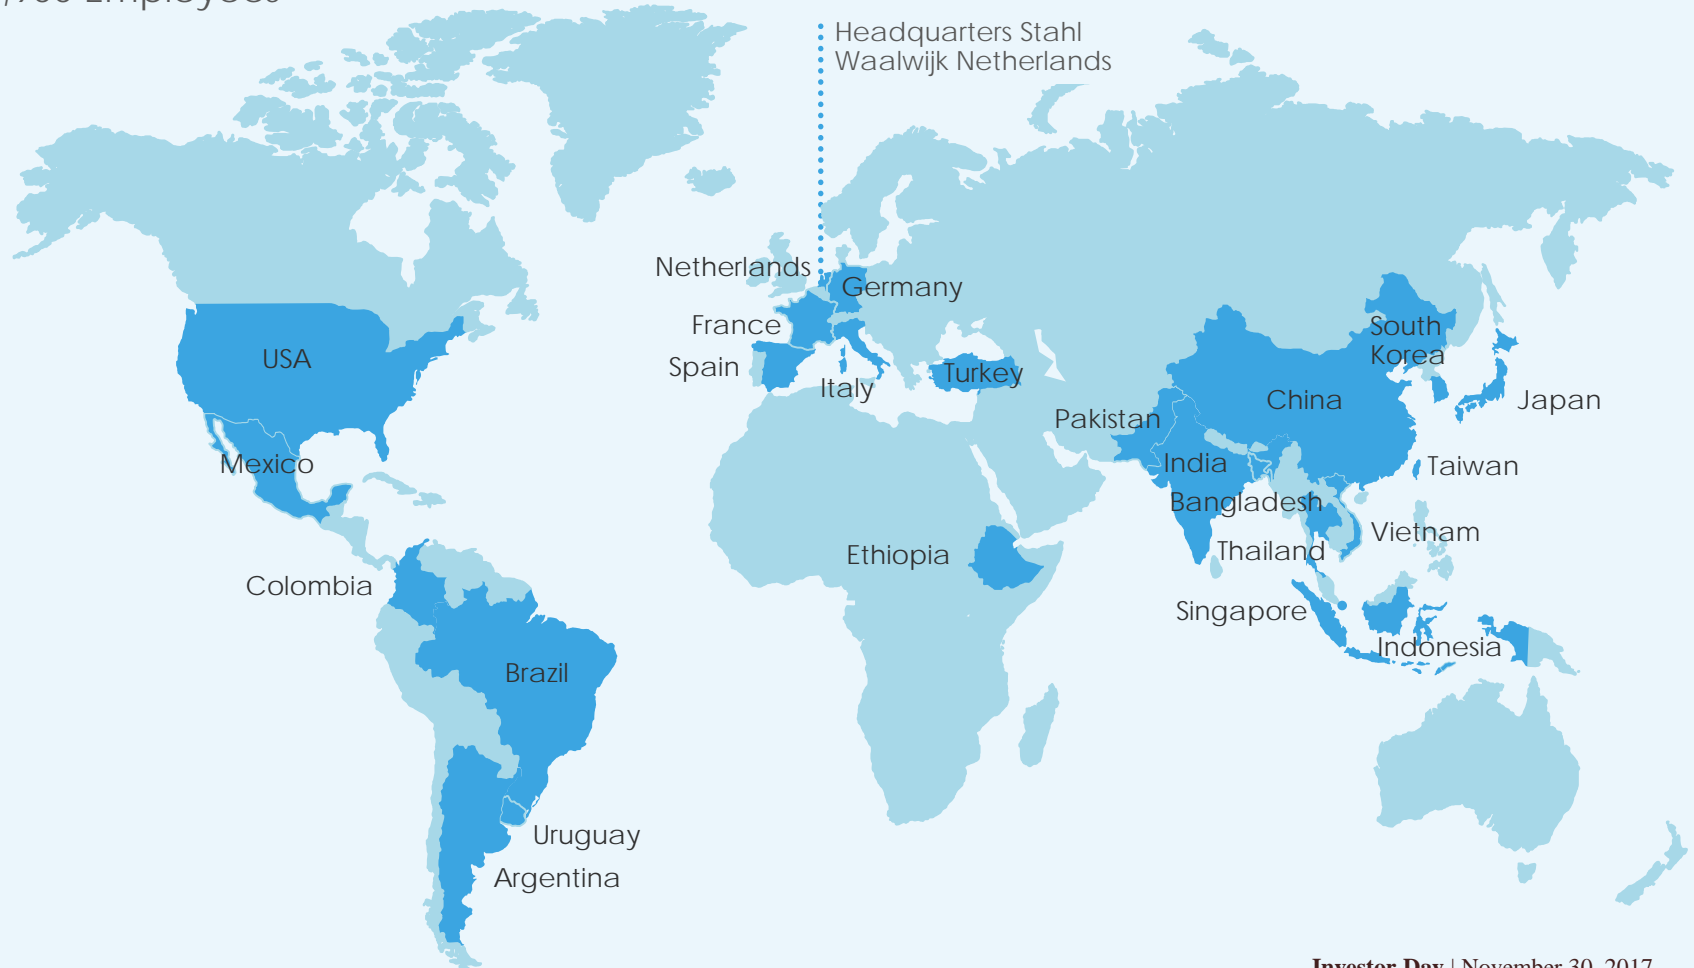 Employees
Headquarters Stahl
Waalwijk Netherlands
Netherlands
Germany
France
Spain
Italy
Turkey
USA
Mexico
Colombia
Brazil
Uruguay
Argentina
Ethiopia
Pakistan
India
Bangladesh
China
South
Korea
Japan
Taiwan
Vietnam
Thailand
Singapore
Indonesia
Investor Day | November 30, 2017